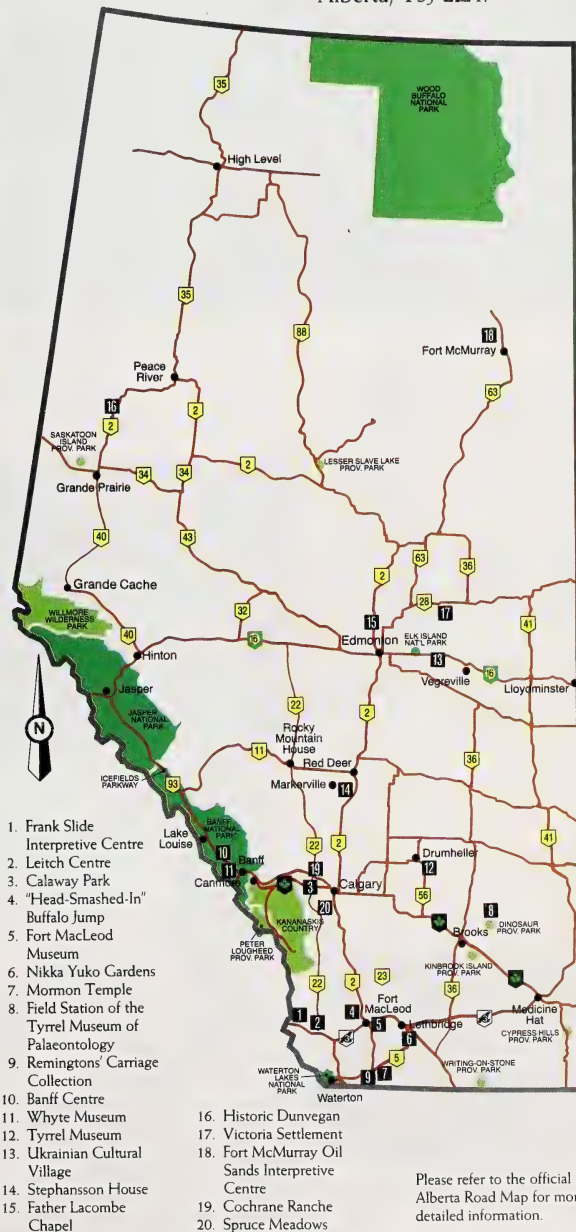 35
WOOD
BUFFALO
NATIONAL
PARK
High Level
35
88
18
Fort McMurray
63
Peace
River
16
2
2
SASKATOON
ISLAND
PROV. PARK
LESSER SLAVE LAKE
PROV. PARK
34
34
2
Grande Prairie
40
43
63
36
Grande Cache
2
28
17
WILLMORE
WILDERNESS
PARK
32
15
41
40
16
Edmonton
ELK ISLAND
NAT'L PARK
13
Hinton
Vegreville
16
Lloydminster
Jasper
22
2
N
JASPER
NATIONAL
PARK
Rocky
Mountain
House
36
11
Red Deer
ICEFIELDS
PARKWAY
93
Markerville
14
41
BANFF
NATIONAL
PARK
Lake
Louise
10
22
2
Drumheller
12
11
Banff
19
Canmore
3
Calgary
56
20
8
DINOSAUR
PROV. PARK
KANANASKIS
COUNTRY
Brooks
PETER
LOUGHEED
PROV. PARK
KINBROOK ISLAND
PROV. PARK
22
2
23
36
Fort
MacLeod
Medicine
Hat
1
2
4
5
Lethbridge
6
3
3
CYPRESS HILLS
PROV. PARK
5
WRITING-ON-STONE
PROV. PARK
WATERTON
LAKES
NATIONAL
PARK
9
7
Waterton
1. Frank Slide
Interpretive Centre
2. Leitch Centre
3. Calaway Park
4. "Head-Smashed-In"
Buffalo Jump
5. Fort MacLeod
Museum
6. Nikka Yuko Gardens
7. Mormon Temple
8. Field Station of the
Tyrrel Museum of
Palaeontology
9. Remingtons' Carriage
Collection
10. Banff Centre
11. Whyte Museum
12. Tyrrel Museum
13. Ukrainian Cultural
Village
14. Stephansson House
15. Father Lacombe
Chapel
16. Historic Dunvegan
17. Victoria Settlement
18. Fort McMurray Oil
Sands Interpretive
Centre
19. Cochrane Ranche
20. Spruce Meadows
Please refer to the official
Alberta Road Map for
detailed information.